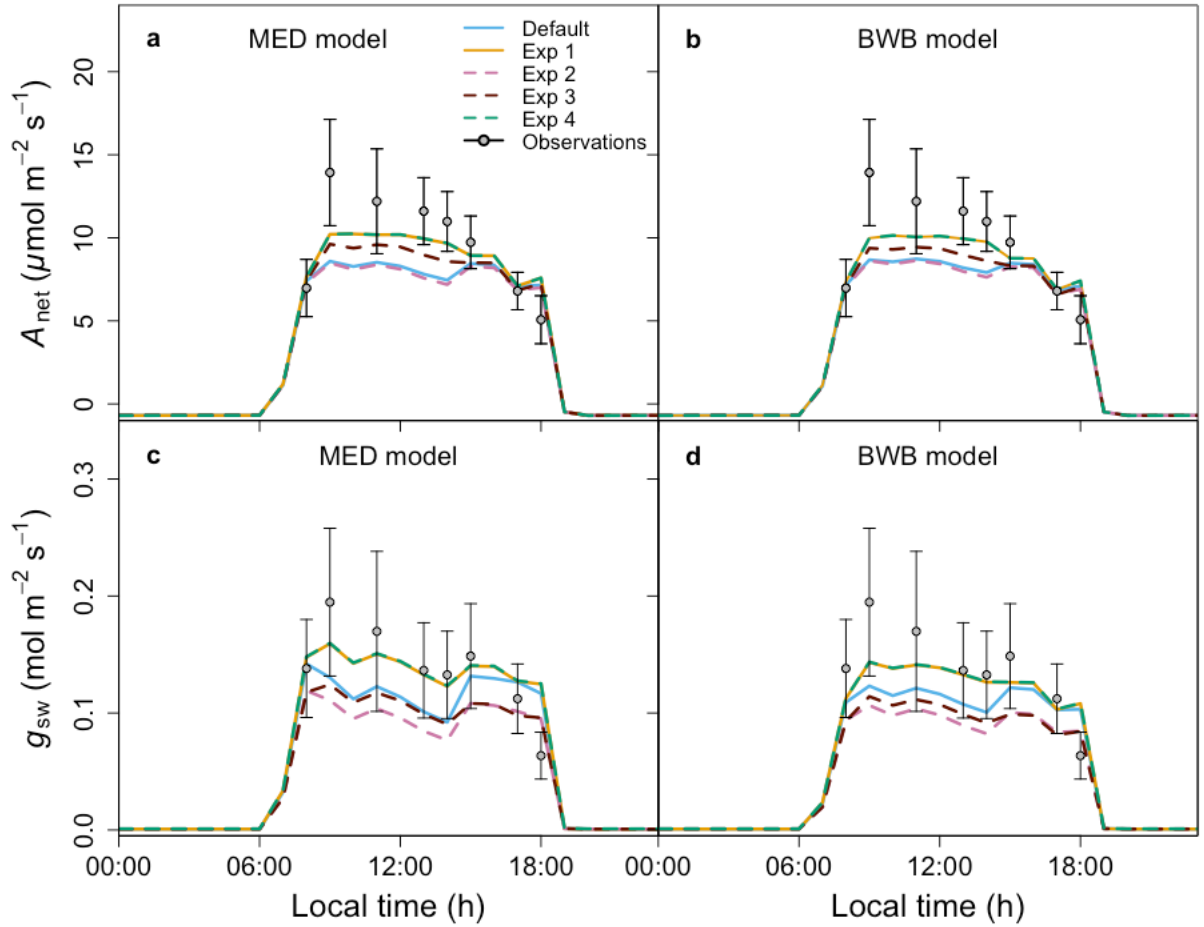 a
MED model
Default
Exp 1
Exp 2
Exp 3
Exp 4
Observations
b
BWB model
A_net (µmol m⁻² s⁻¹)
20
15
10
5
0
c
MED model
d
BWB model
g_sw (mol m⁻² s⁻¹)
0.3
0.2
0.1
0.0
00:00 06:00 12:00 18:00 00:00 06:00 12:00 18:00
Local time (h) Local time (h)